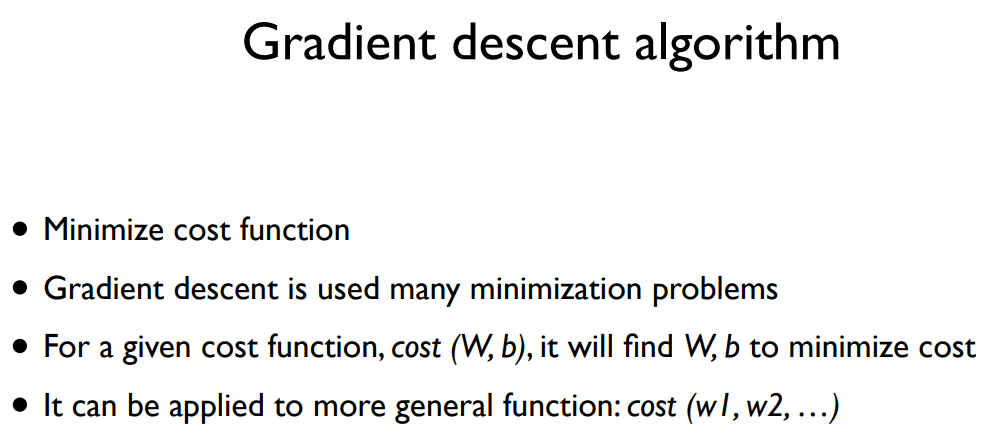 Gradient descent algorithm
• Minimize cost function
• Gradient descent is used many minimization problems
• For a given cost function, cost (W, b), it will find W, b to minimize cost
• It can be applied to more general function: cost (w1, w2, …)